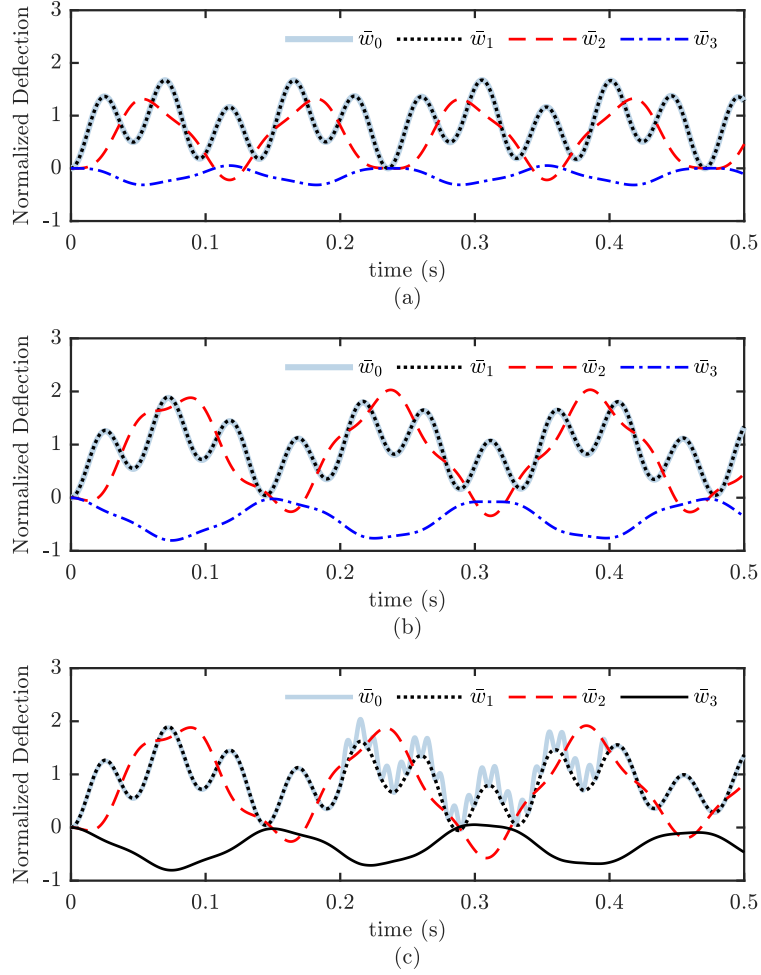 3
2
1
0
-1
Normalized Deflection
w̄₀ w̄₁ w̄₂ w̄₃
0 0.1 0.2 0.3 0.4 0.5
time (s)
(a)
3
2
1
0
-1
Normalized Deflection
w̄₀ w̄₁ w̄₂ w̄₃
0 0.1 0.2 0.3 0.4 0.5
time (s)
(b)
3
2
1
0
-1
Normalized Deflection
w̄₀ w̄₁ w̄₂ w̄₃
0 0.1 0.2 0.3 0.4 0.5
time (s)
(c)